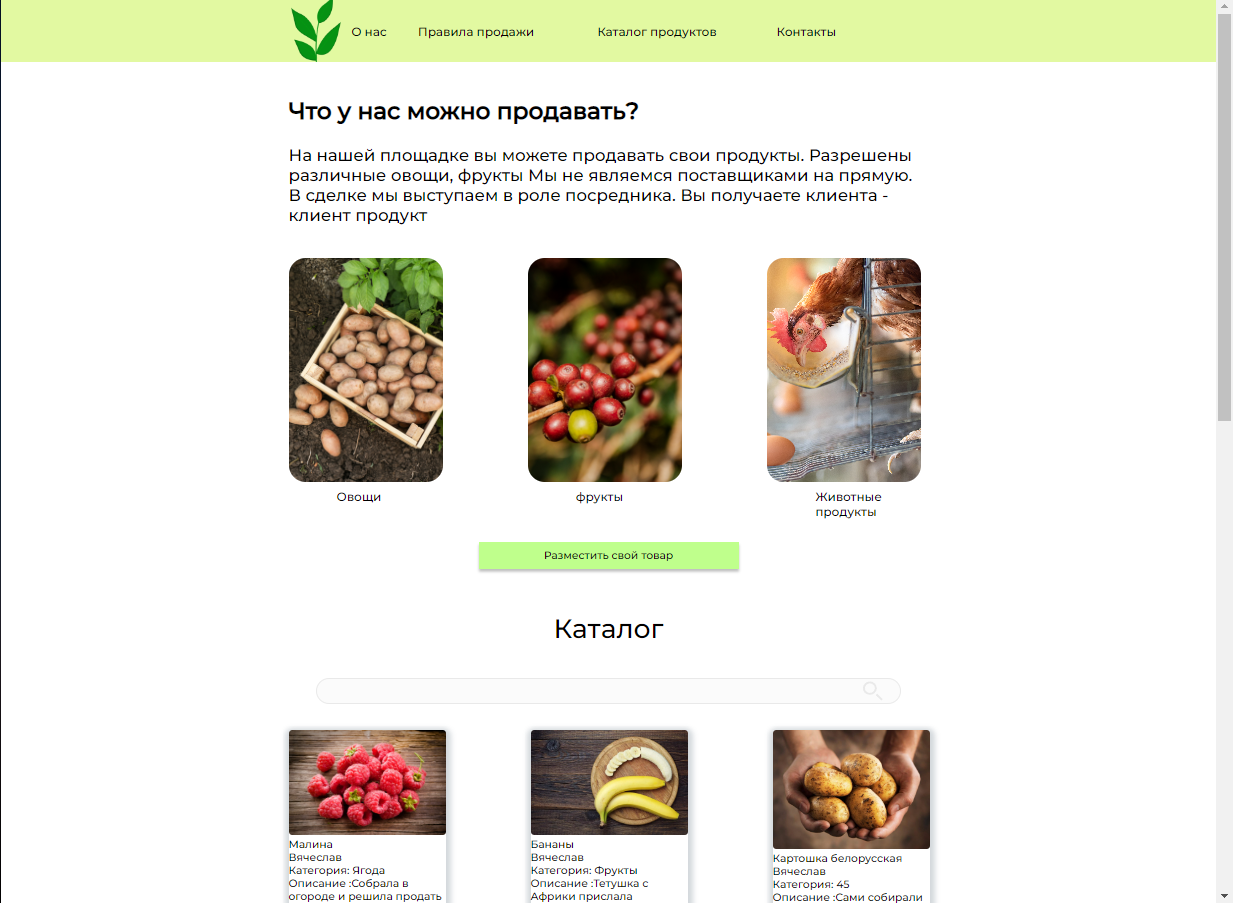 О нас
Правила продажи
Каталог продуктов
Контакты
Что у нас можно продавать?
На нашей площадке вы можете продавать свои продукты. Разрешены
различные овощи, фрукты Мы не являемся поставщиками на прямую.
В сделке мы выступаем в роле посредника. Вы получаете клиента -
клиент продукт
Овощи
фрукты
Животные
продукты
Разместить свой товар
Каталог
Малина
Вячеслав
Категория: Ягода
Описание :Собрала в
огороде и решила продать
Бананы
Вячеслав
Категория: Фрукты
Описание :Тетушка с
Африки прислала
Картошка белорусская
Вячеслав
Категория: 45
Описание :Сами собирали